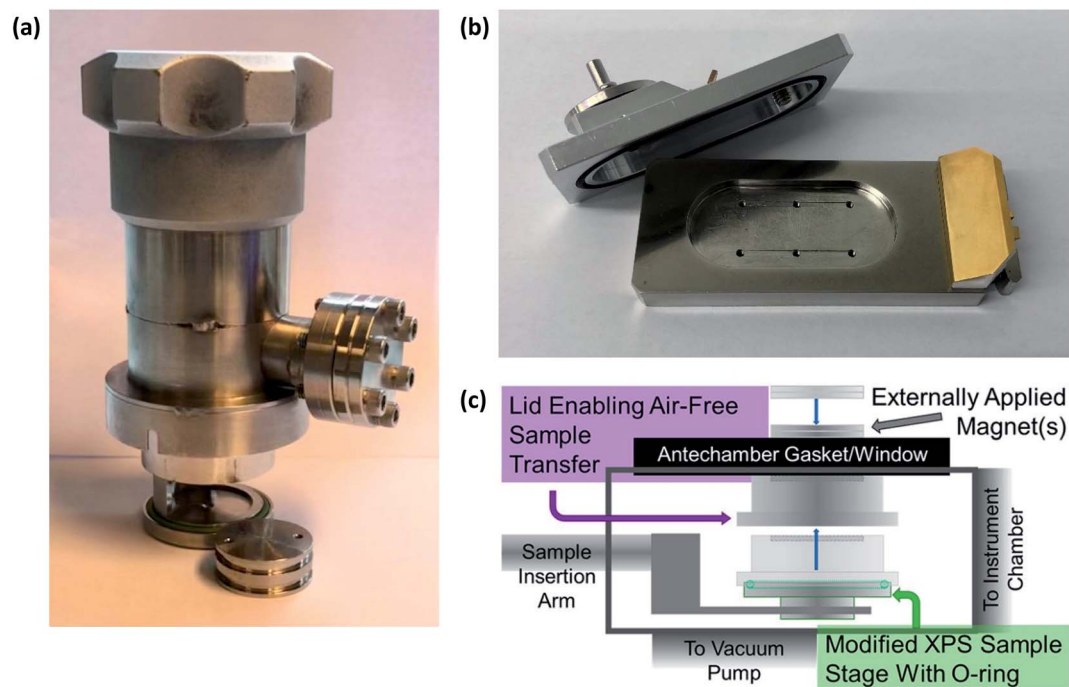 (a)
(b)
(c)
Lid Enabling Air-Free
Sample
Transfer
Externally Applied
Magnet(s)
Antechamber Gasket/Window
Sample
Insertion
Arm
To Instrument
Chamber
To Vacuum
Pump
Modified XPS Sample
Stage With O-ring